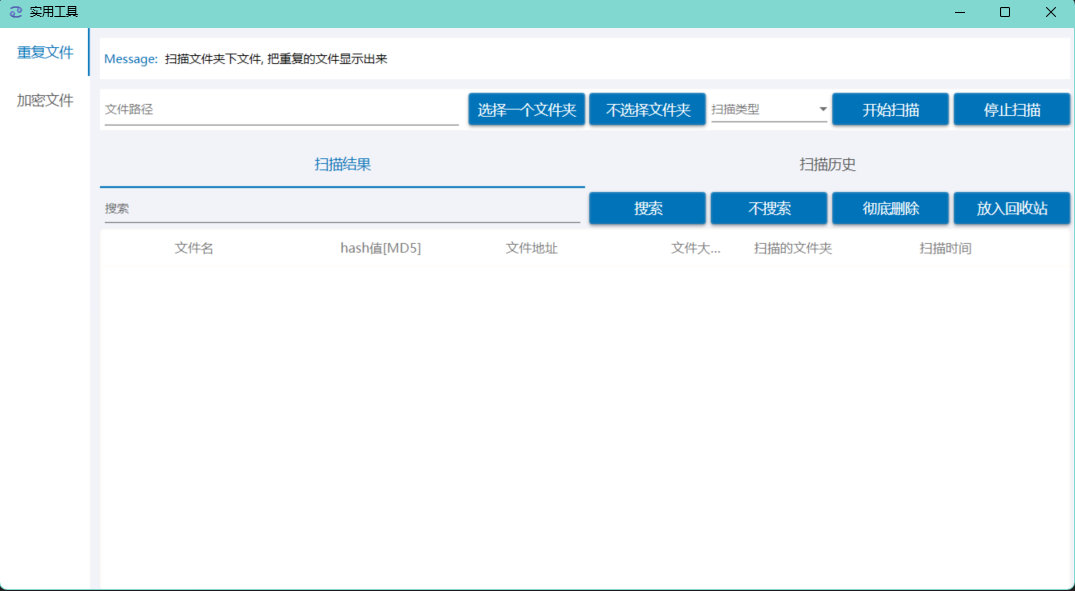 实用工具
重复文件
加密文件
Message: 扫描文件夹下文件, 把重复的文件显示出来
文件路径 选择一个文件夹 不选择文件夹 扫描类型 开始扫描 停止扫描
扫描结果 扫描历史
搜索 搜索 不搜索 彻底删除 放入回收站
文件名 hash值[MD5] 文件地址 文件大... 扫描的文件夹 扫描时间